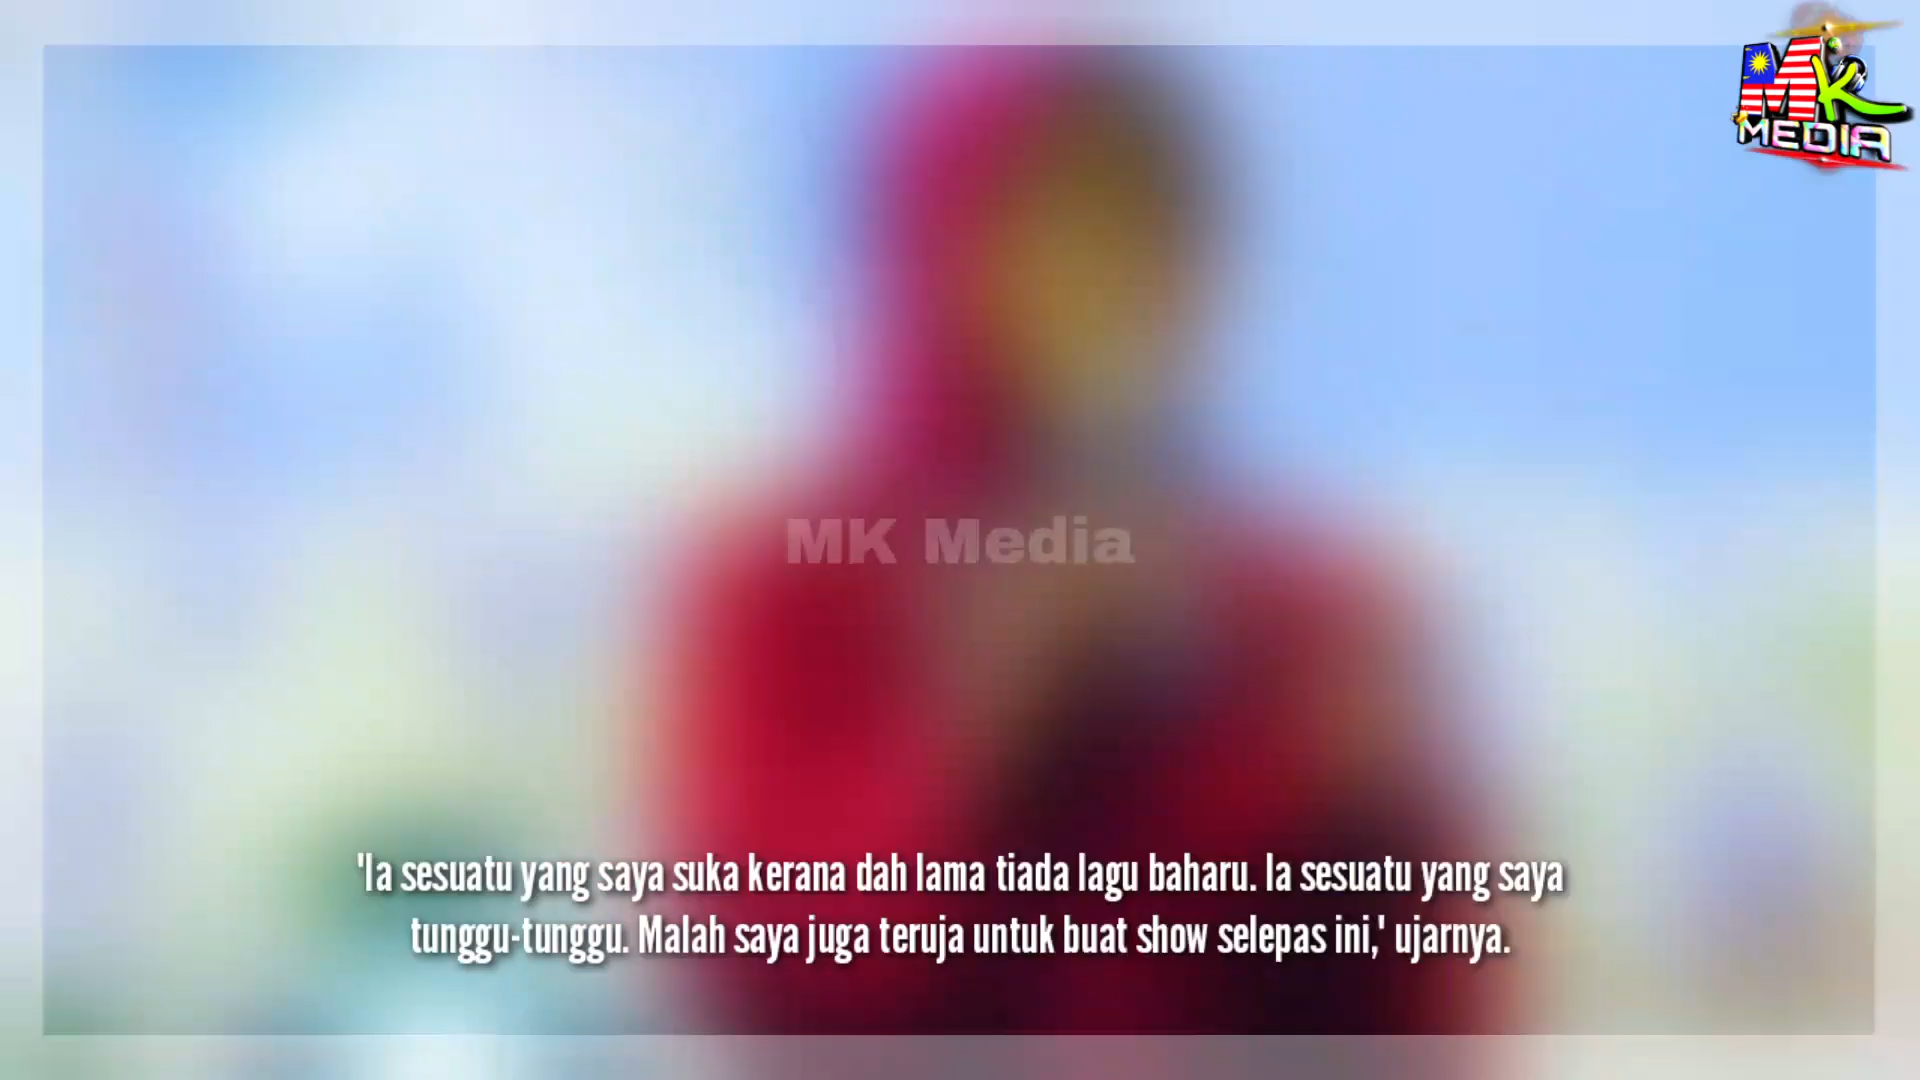 MK
MEDIA
MK Media
'Ia sesuatu yang saya suka kerana dah lama tiada lagu baharu. Ia sesuatu yang saya
tunggu-tunggu. Malah saya juga teruja untuk buat show selepas ini,' ujarnya.